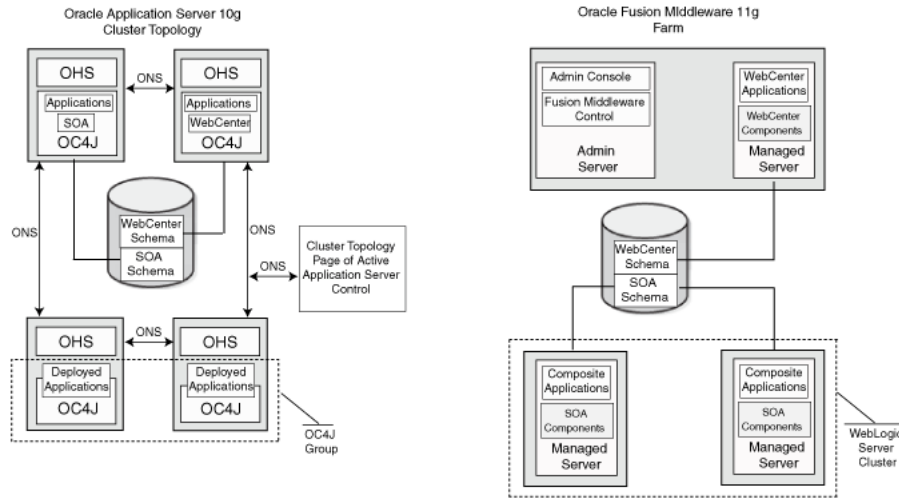 Oracle Application Server 10g
Cluster Topology
OHS
Applications
SOA
OC4J
ONS
OHS
Applications
WebCenter
OC4J
ONS
WebCenter
Schema
SOA
Schema
ONS
ONS
Cluster Topology
Page of Active
Application Server
Control
OHS
Deployed
Applications
OC4J
ONS
OHS
Deployed
Applications
OC4J
OC4J
Group
Oracle Fusion MIddleware 11g
Farm
Admin Console
Fusion Middleware
Control
Admin
Server
WebCenter
Applications
WebCenter
Components
Managed
Server
WebCenter
Schema
SOA
Schema
Composite
Applications
SOA
Components
Managed
Server
Composite
Applications
SOA
Components
Managed
Server
WebLogic
Server
Cluster